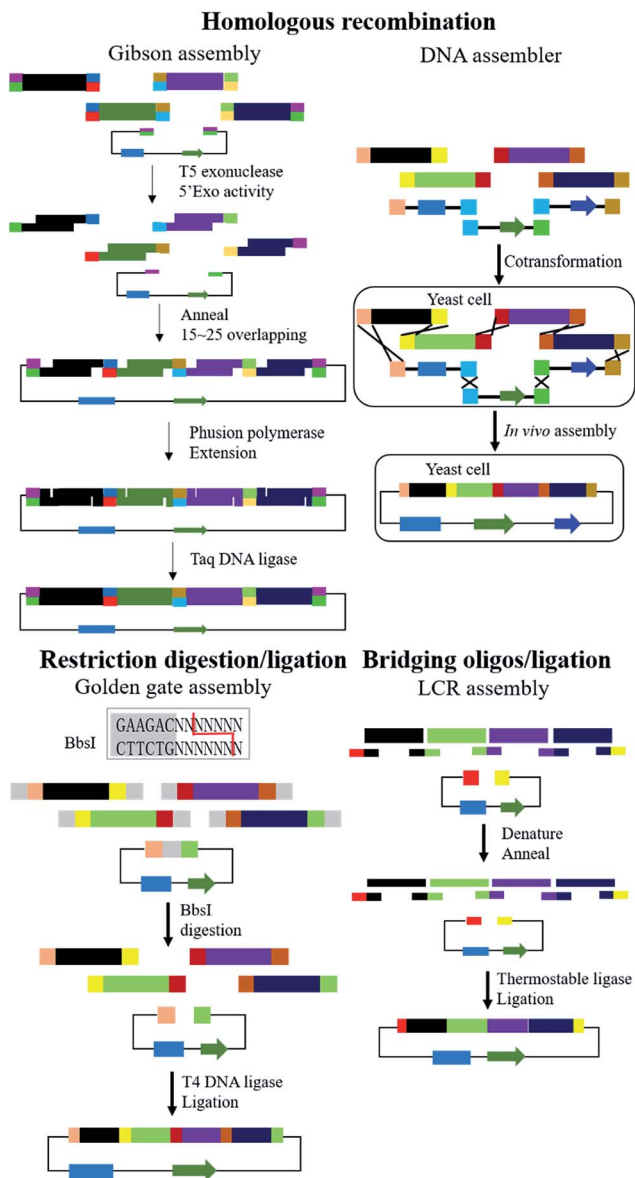 Homologous recombination
Gibson assembly
T5 exonuclease
5'Exo activity
Anneal
15~25 overlapping
Phusion polymerase
Extension
Taq DNA ligase
DNA assembler
Cotransformation
Yeast cell
In vivo assembly
Yeast cell
Restriction digestion/ligation
Golden gate assembly
BbsI
GAAGACNNNNNNN
CTTCTGNNNNNNN
BbsI
digestion
T4 DNA ligase
Ligation
Bridging oligos/ligation
LCR assembly
Denature
Anneal
Thermostable ligase
Ligation